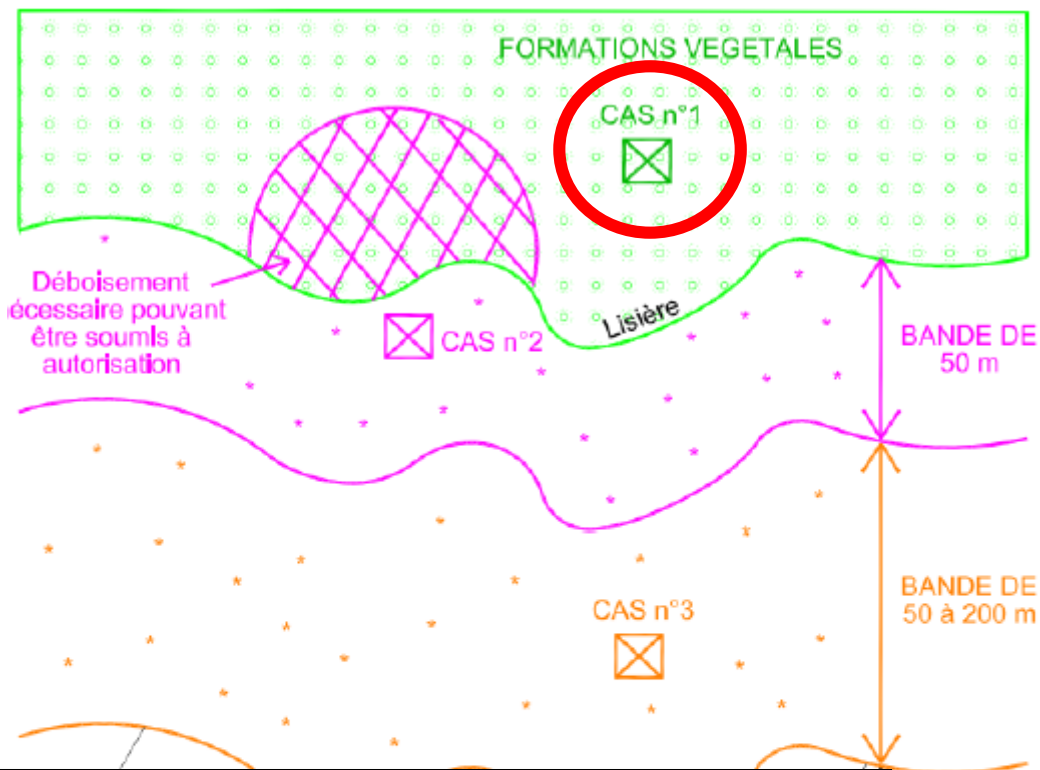 FORMATIONS VEGETALES
CAS n°1
Déboisement
écessaire pouvant
être soumis à
autorisation
CAS n°2
Lisière
BANDE DE
50 m
CAS n°3
BANDE DE
50 à 200 m